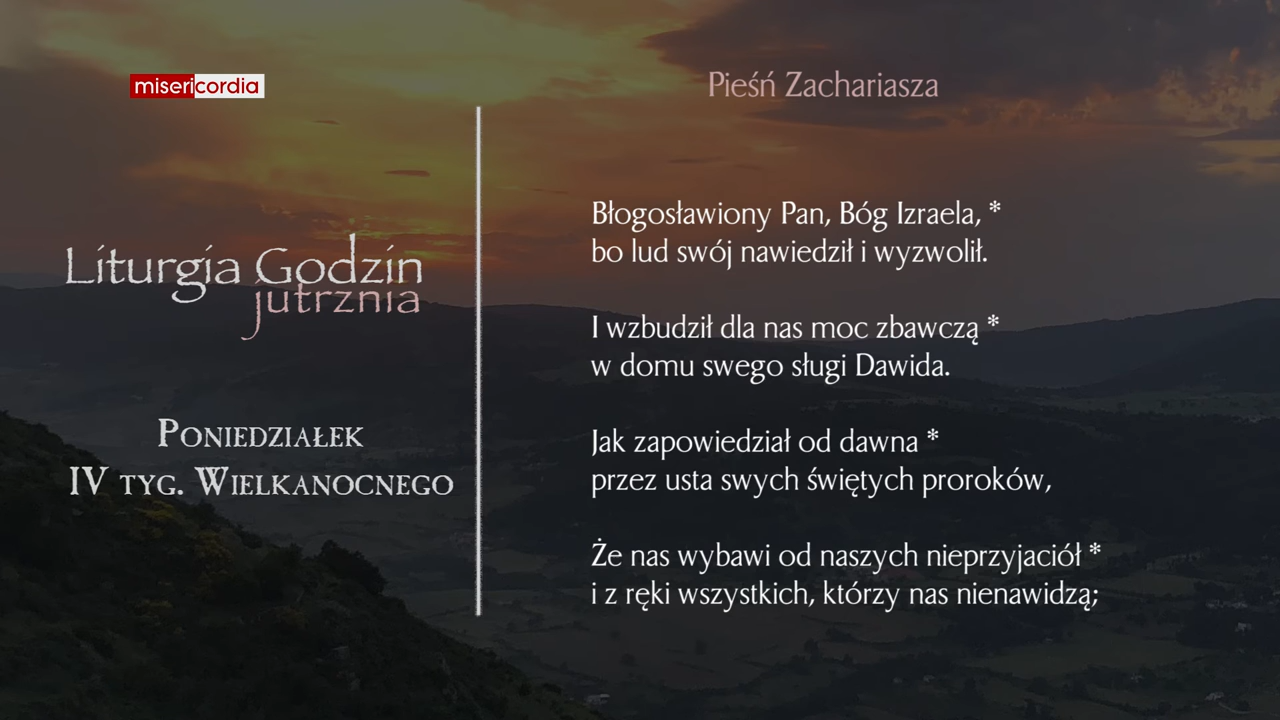 misericordia
Liturgia Godzin
jutrznia
Poniedziałek
IV tyg. Wielkanocnego
Pieśń Zachariasza
Błogosławiony Pan, Bóg Izraela, *
bo lud swój nawiedził i wyzwolił.
I wzbudził dla nas moc zbawczą *
w domu swego sługi Dawida.
Jak zapowiedział od dawna *
przez usta swych świętych proroków,
Że nas wybawi od naszych nieprzyjaciół *
i z ręki wszystkich, którzy nas nienawidzą;